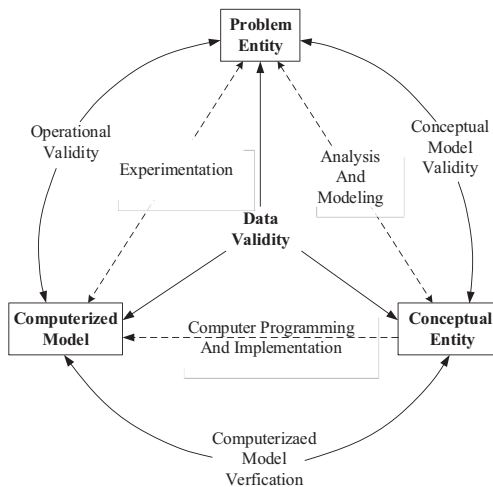 Problem
Entity
Operational
Validity
Conceptual
Model
Validity
Experimentation
Analysis
And
Modeling
Data
Validity
Computerized
Model
Computer Programming
And Implementation
Conceptual
Entity
Computerizaed
Model
Verfication